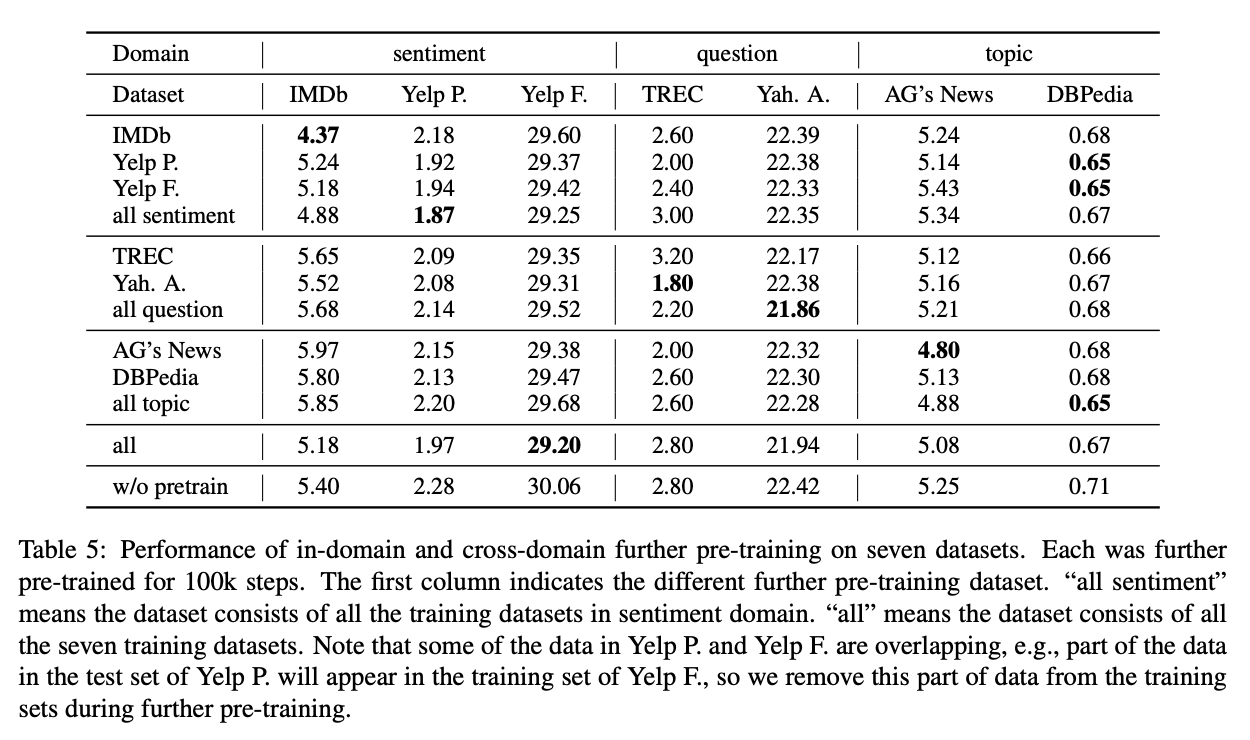 Domain sentiment question topic
Dataset IMDb Yelp P. Yelp F. TREC Yah. A. AG's News DBPedia
IMDb 4.37 2.18 29.60 2.60 22.39 5.24 0.68
Yelp P. 5.24 1.92 29.37 2.00 22.38 5.14 0.65
Yelp F. 5.18 1.94 29.42 2.40 22.33 5.43 0.65
all sentiment 4.88 1.87 29.25 3.00 22.35 5.34 0.67
TREC 5.65 2.09 29.35 3.20 22.17 5.12 0.66
Yah. A. 5.52 2.08 29.31 1.80 22.38 5.16 0.67
all question 5.68 2.14 29.52 2.20 21.86 5.21 0.68
AG's News 5.97 2.15 29.38 2.00 22.32 4.80 0.68
DBPedia 5.80 2.13 29.47 2.60 22.30 5.13 0.68
all topic 5.85 2.20 29.68 2.60 22.28 4.88 0.65
all 5.18 1.97 29.20 2.80 21.94 5.08 0.67
w/o pretrain 5.40 2.28 30.06 2.80 22.42 5.25 0.71
Table 5: Performance of in-domain and cross-domain further pre-training on seven datasets. Each was further
pre-trained for 100k steps. The first column indicates the different further pre-training dataset. “all sentiment”
means the dataset consists of all the training datasets in sentiment domain. “all” means the dataset consists of all
the seven training datasets. Note that some of the data in Yelp P. and Yelp F. are overlapping, e.g., part of the data
in the test set of Yelp P. will appear in the training set of Yelp F., so we remove this part of data from the training
sets during further pre-training.